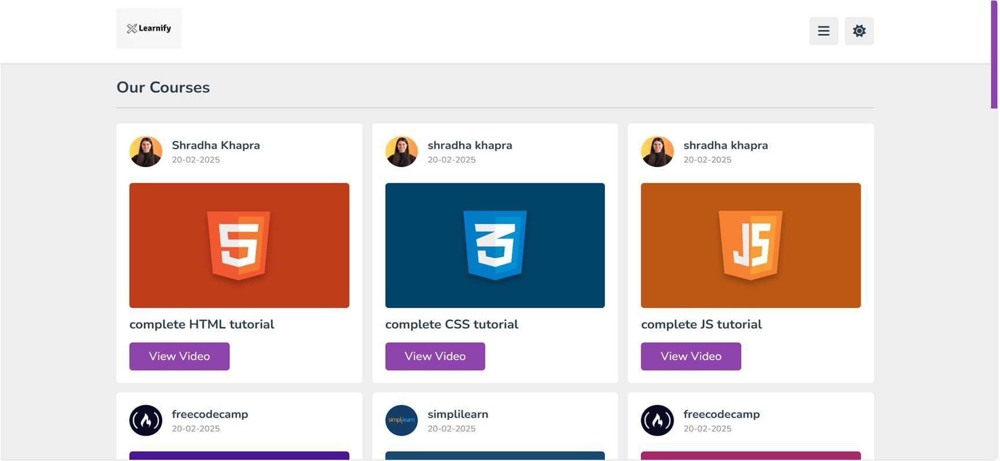 Learnify
Our Courses
Shradha Khapra
20-02-2025
shradha khapra
20-02-2025
shradha khapra
20-02-2025
5
3
JS
complete HTML tutorial
complete CSS tutorial
complete JS tutorial
View Video
View Video
View Video
freecodecamp
20-02-2025
simplilearn
simplilearn
20-02-2025
freecodecamp
20-02-2025